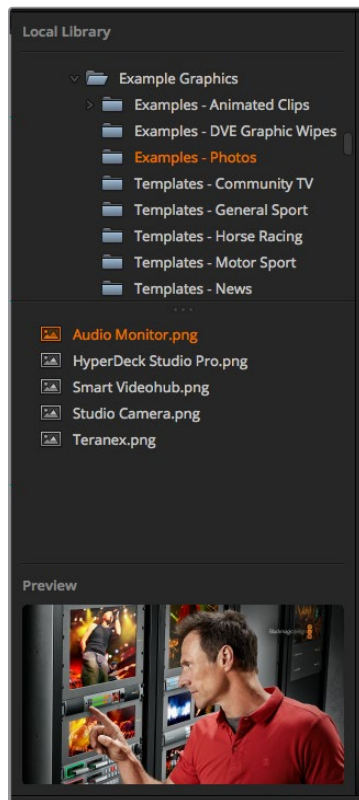 Local Library
Example Graphics
Examples - Animated Clips
Examples - DVE Graphic Wipes
Examples - Photos
Templates - Community TV
Templates - General Sport
Templates - Horse Racing
Templates - Motor Sport
Templates - News
Audio Monitor.png
HyperDeck Studio Pro.png
Smart Videohub.png
Studio Camera.png
Teranex.png
Preview
Blackmagicdesign